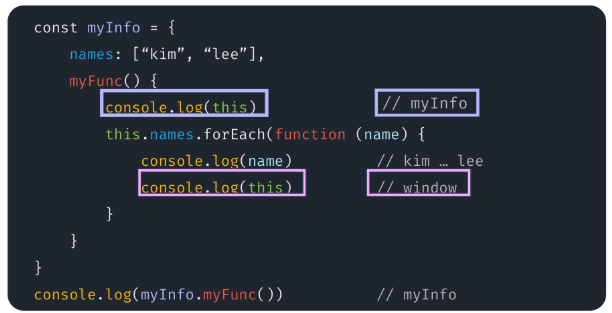 const myInfo = {
names: [“kim”, “lee”],
myFunc() {
console.log(this) // myInfo
this.names.forEach(function (name) {
console.log(name) // kim … lee
console.log(this) // window
}
}
}
console.log(myInfo.myFunc()) // myInfo